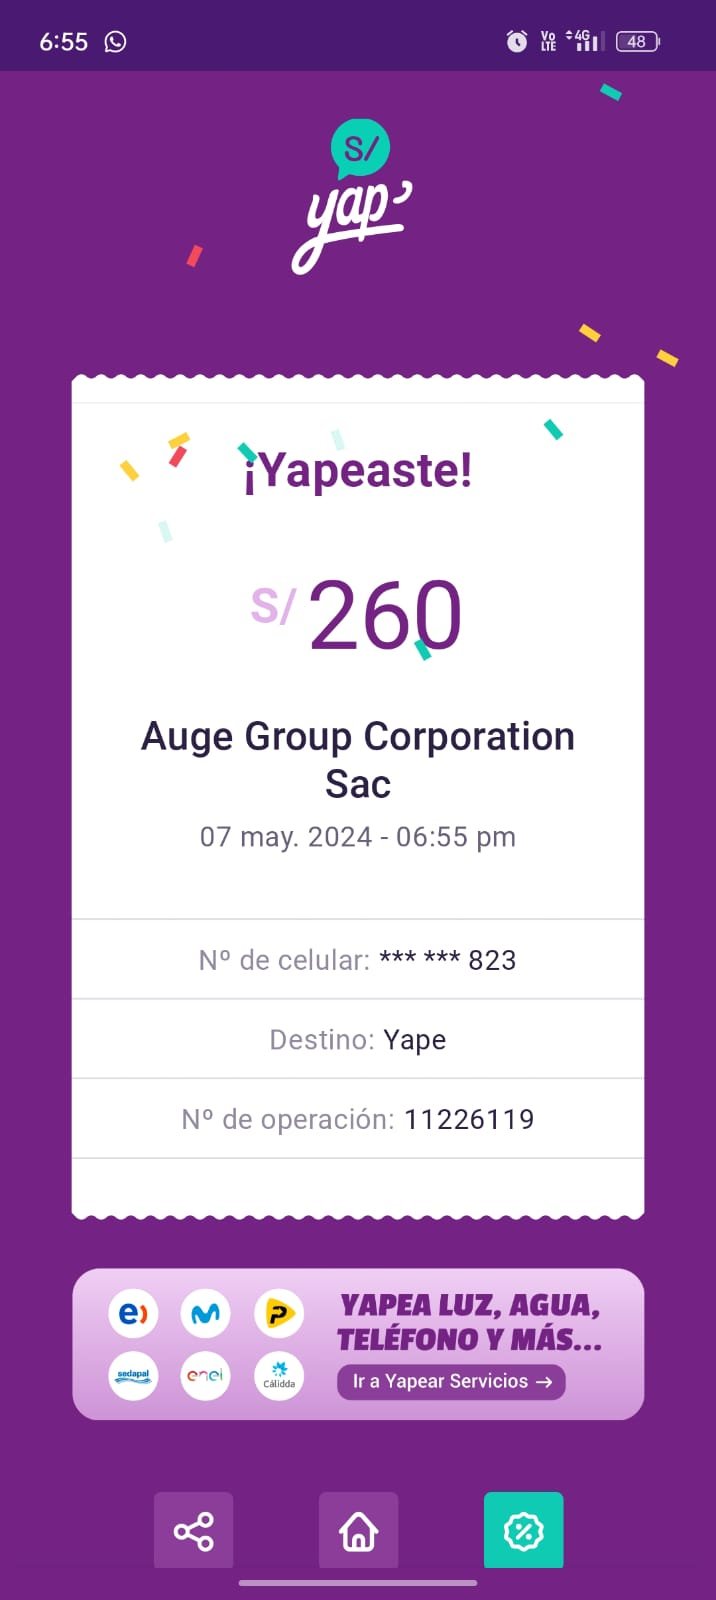 6:55
Vo LTE 4G 48
S/
yape
¡Yapeaste!
S/ 260
Auge Group Corporation
Sac
07 may. 2024 - 06:55 pm
Nº de celular: *** *** 823
Destino: Yape
Nº de operación: 11226119
e)
P
YAPEA LUZ, AGUA,
TELÉFONO Y MÁS...
sedapal
enel
Cálidda
Ir a Yapear Servicios →
%